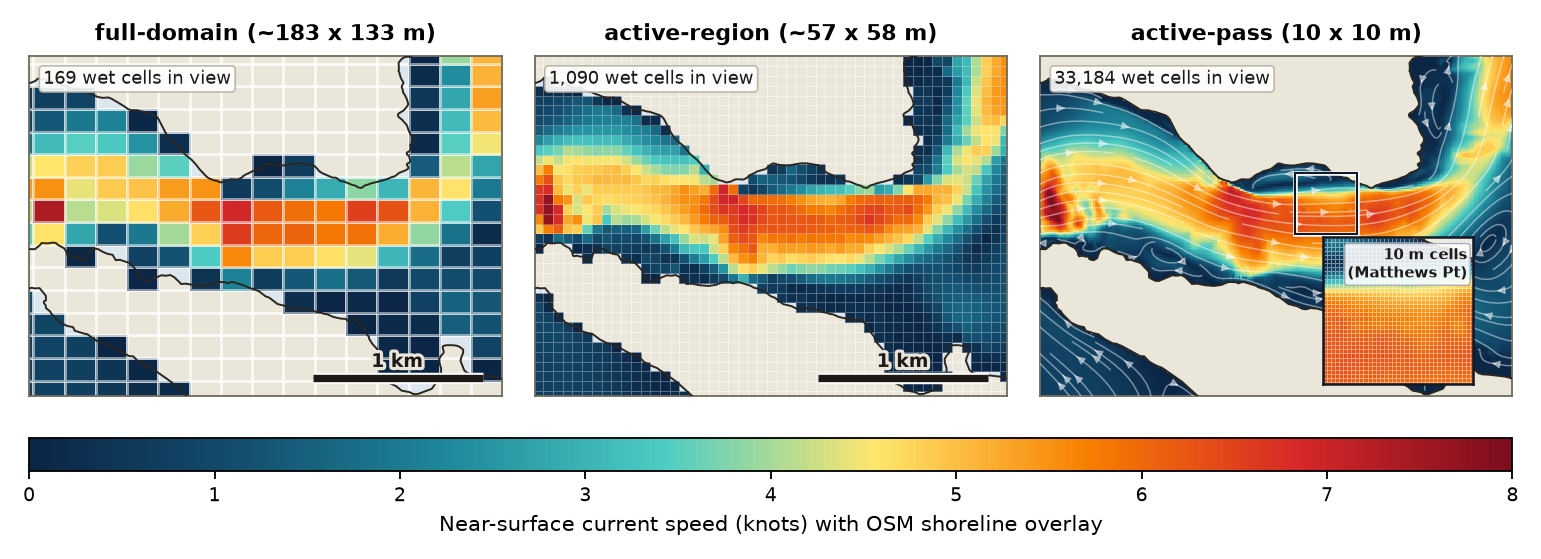 full-domain (~183 x 133 m)
active-region (~57 x 58 m)
active-pass (10 x 10 m)
169 wet cells in view
1,090 wet cells in view
33,184 wet cells in view
10 m cells
(Matthews Pt)
1 km
1 km
0 1 2 3 4 5 6 7 8
Near-surface current speed (knots) with OSM shoreline overlay